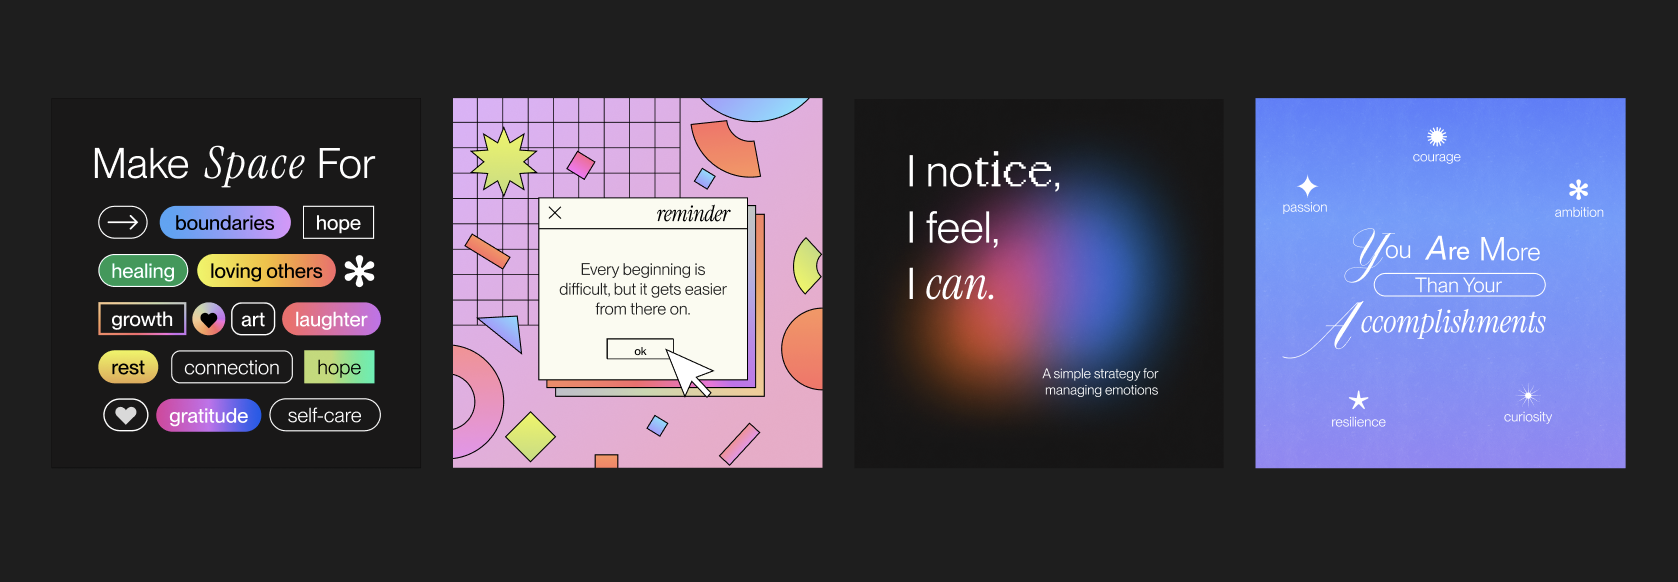 Make Space For
boundaries
hope
healing
loving others
growth
art
laughter
rest
connection
hope
gratitude
self-care
reminder
Every beginning is
difficult, but it gets easier
from there on.
ok
I notice,
I feel,
I can.
A simple strategy for
managing emotions
courage
passion
ambition
You Are More
Than Your
Accomplishments
resilience
curiosity